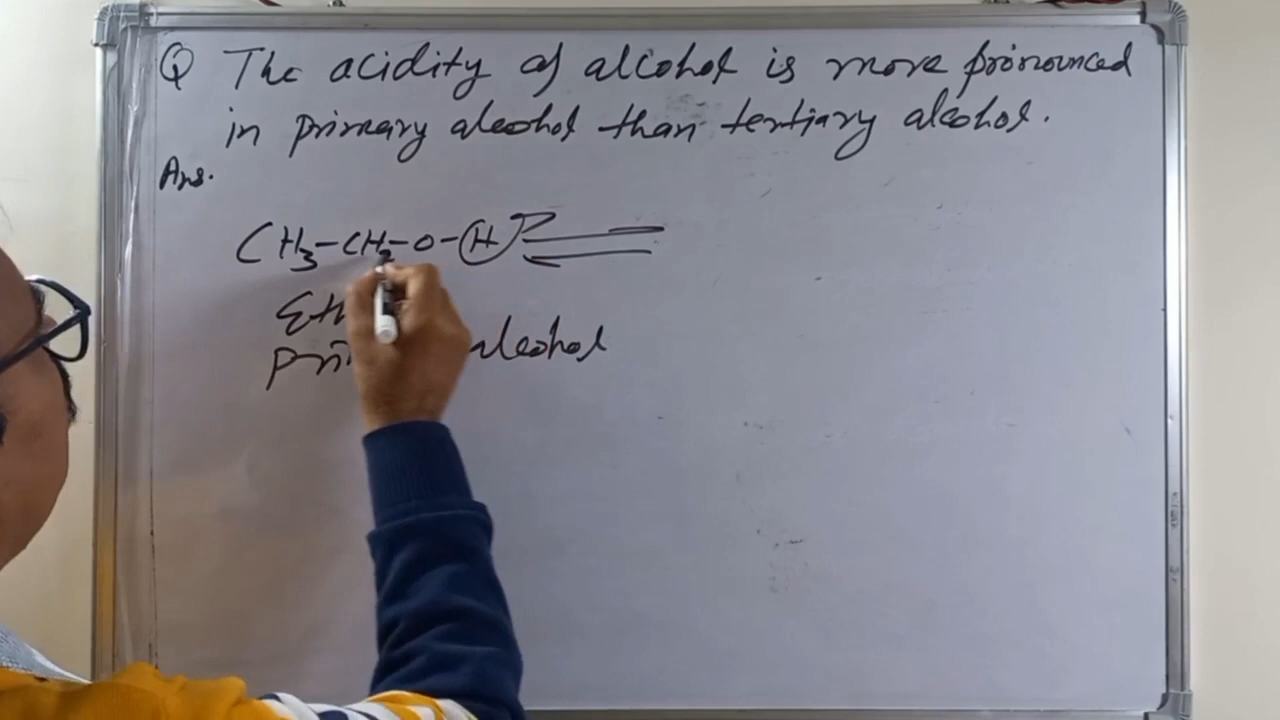 Q The acidity of alcohol is more pronounced
in primary alcohol than tertiary alcohol.
Ans.
CH3-CH2-O-H ⇌
alcohol